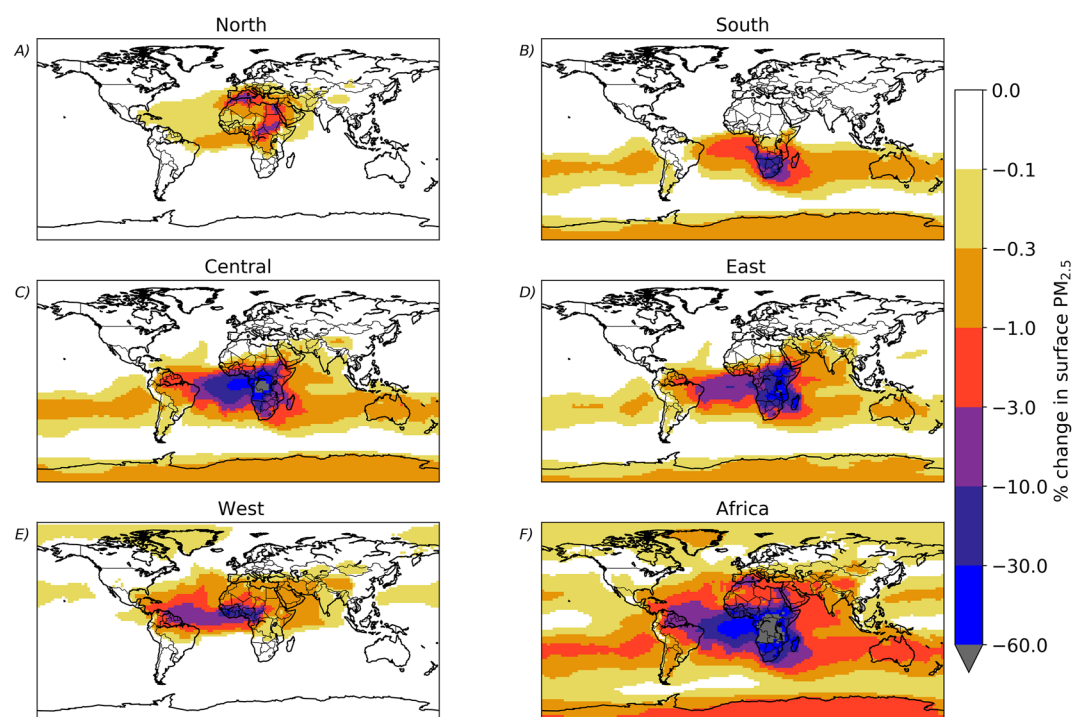 North
South
A)
B)
Central
East
C)
D)
West
Africa
E)
F)
0.0
−0.1
−0.3
−1.0
−3.0
−10.0
−30.0
−60.0
% change in surface PM2.5